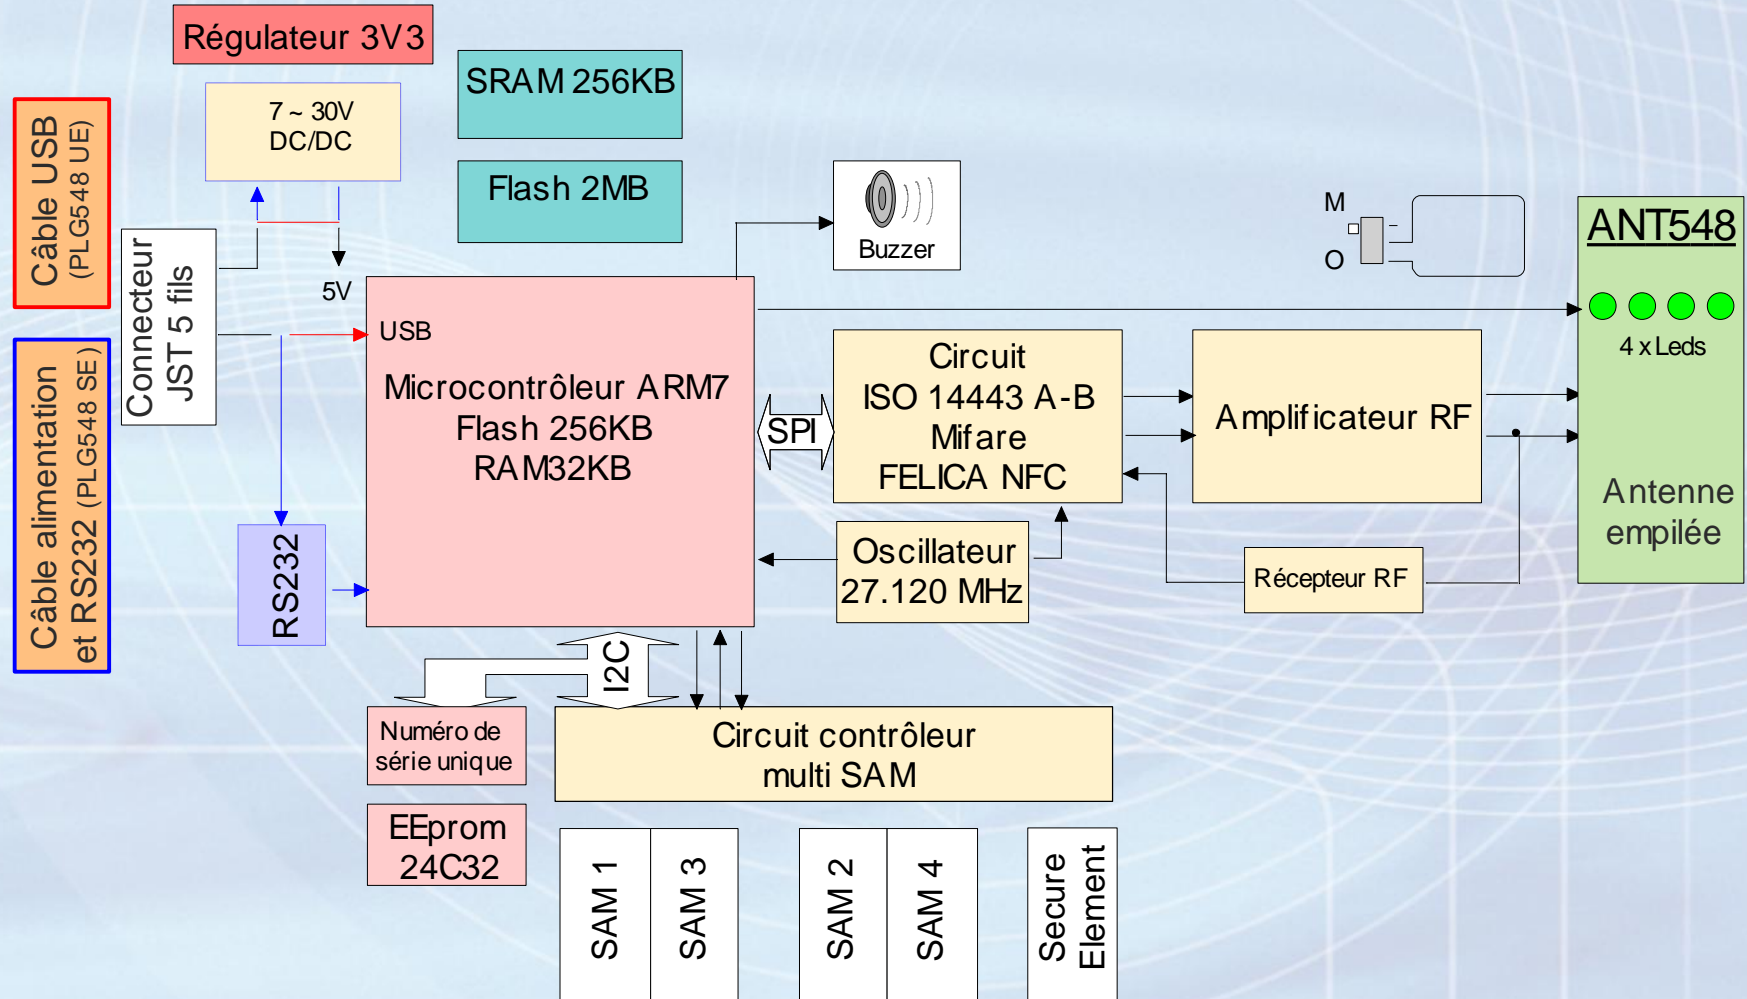 Régulateur 3V3
7 ~ 30V
DC/DC
SRAM 256KB
Flash 2MB
Câble USB
(PLG548 UE)
Câble alimentation
et RS232 (PLG548 SE )
Connecteur
JST 5 fils
5V
USB
Microcontrôleur ARM7
Flash 256KB
RAM32KB
RS232
Buzzer
M
O
ANT548
4 x Leds
Antenne
empilée
SPI
Circuit
ISO 14443 A-B
Mifare
FELICA NFC
Amplificateur RF
Oscillateur
27.120 MHz
Récepteur RF
I2C
Numéro de
série unique
EEprom
24C32
Circuit contrôleur
multi SAM
SAM 1
SAM 3
SAM 2
SAM 4
Secure
Element